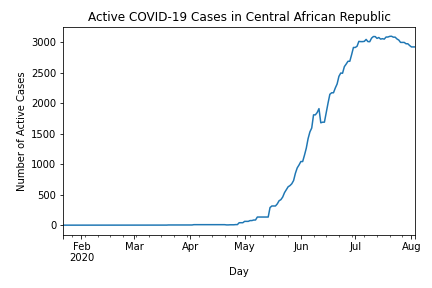 Active COVID-19 Cases in Central African Republic
Number of Active Cases
3000
2500
2000
1500
1000
500
0
Feb
2020
Mar
Apr
May
Jun
Jul
Aug
Day